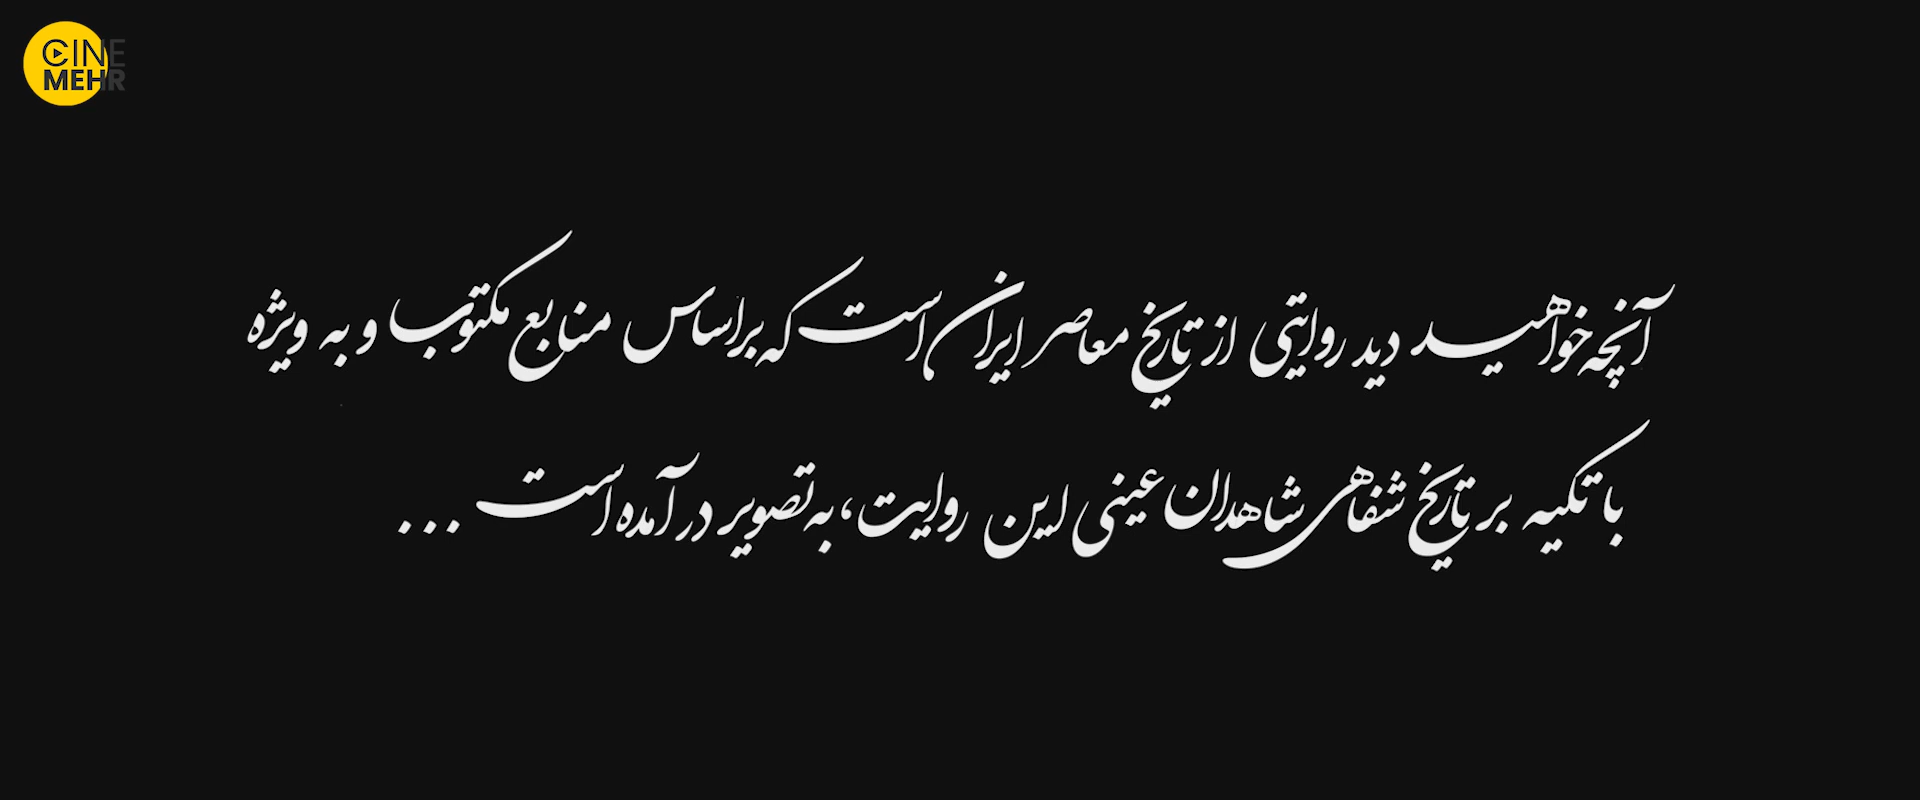 CINE
MEHR
آنچه خواهید دید روایتی از تاریخ معاصر ایران است که براساس منابع مکتوب و به ویژه
با تکیه بر تاریخ شفاهی شاهدان عینی این روایت، به تصویر در آمده است ...